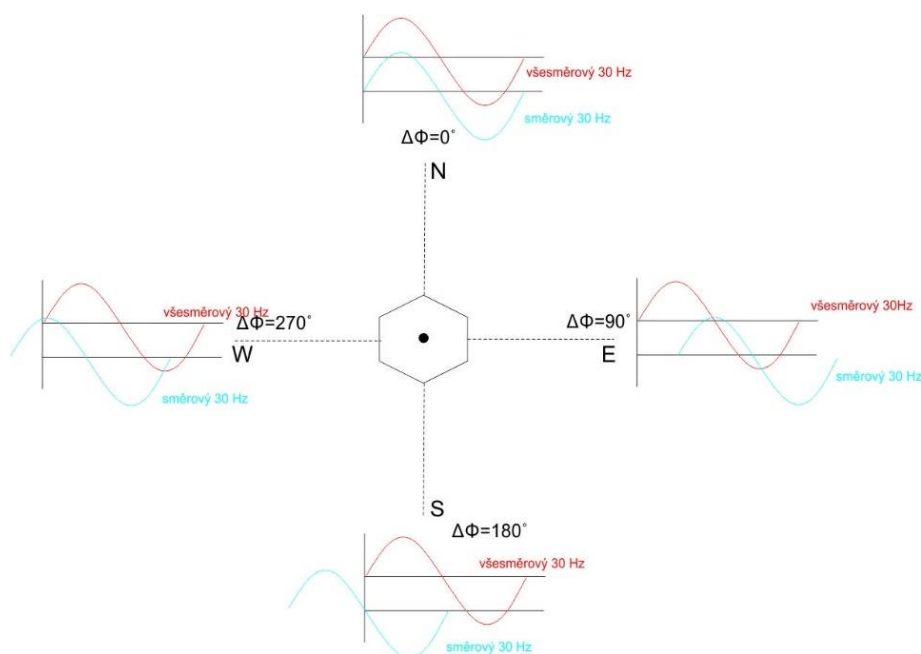 všesměrový 30 Hz
směrový 30 Hz
ΔΦ=0°
N
všesměrový 30 Hz
ΔΦ=270°
W
směrový 30 Hz
ΔΦ=90°
E
všesměrový 30Hz
směrový 30 Hz
S
ΔΦ=180°
všesměrový 30 Hz
směrový 30 Hz